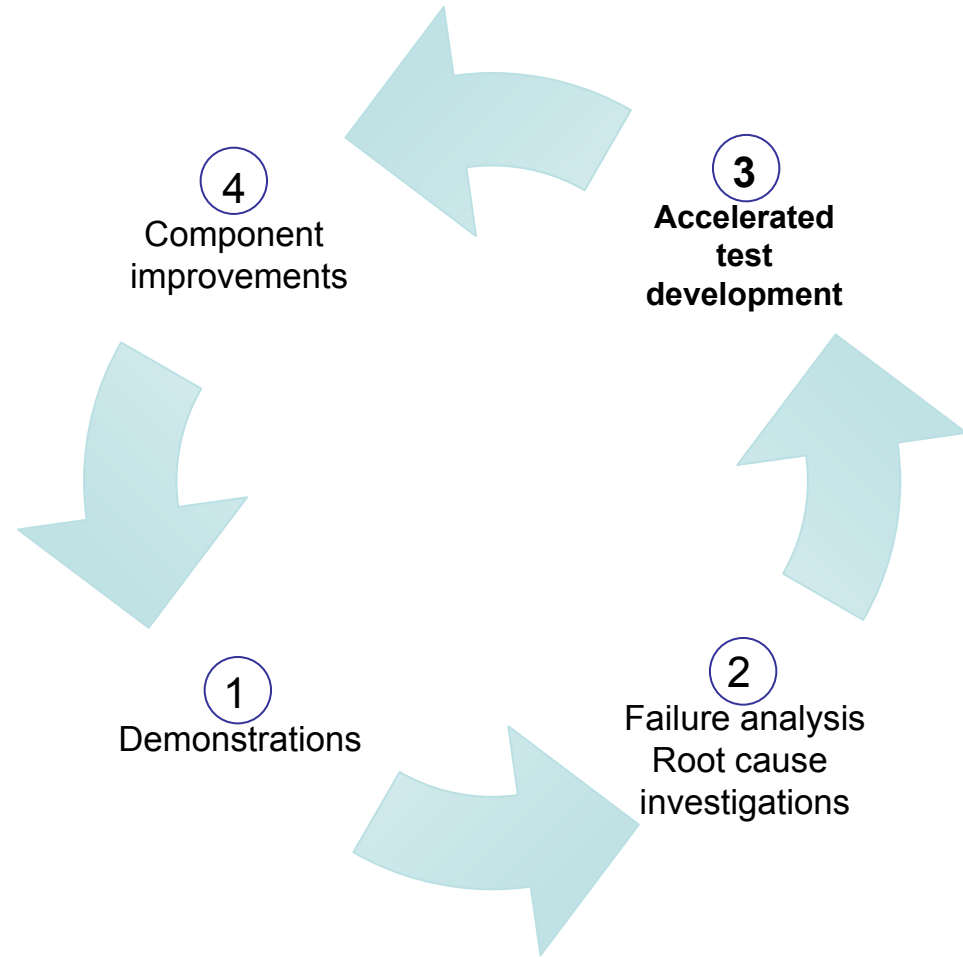 4
Component
improvements
3
Accelerated
test
development
1
Demonstrations
2
Failure analysis
Root cause
investigations